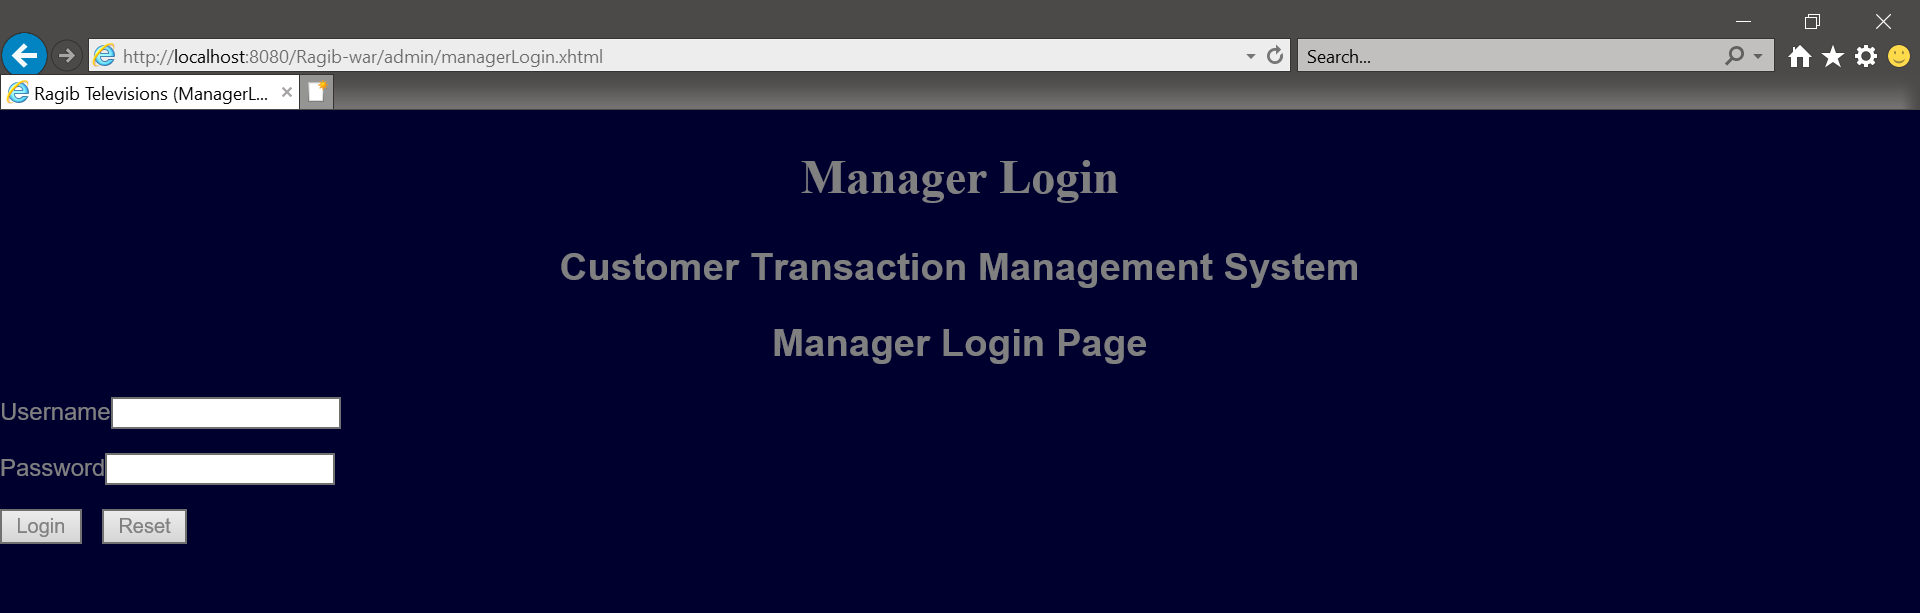 http://localhost:8080/Ragib-war/admin/managerLogin.xhtml
Search...
Ragib Televisions (ManagerL...
Manager Login
Customer Transaction Management System
Manager Login Page
Username
Password
Login Reset